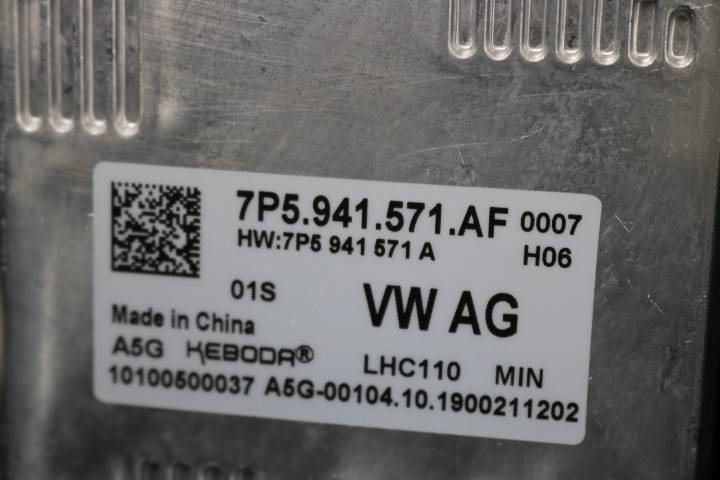 7P5.941.571.AF 0007
HW:7P5 941 571 A H06
01S VW AG
Made in China
A5G KEBODA® LHC110 MIN
10100500037 A5G-00104.10.1900211202